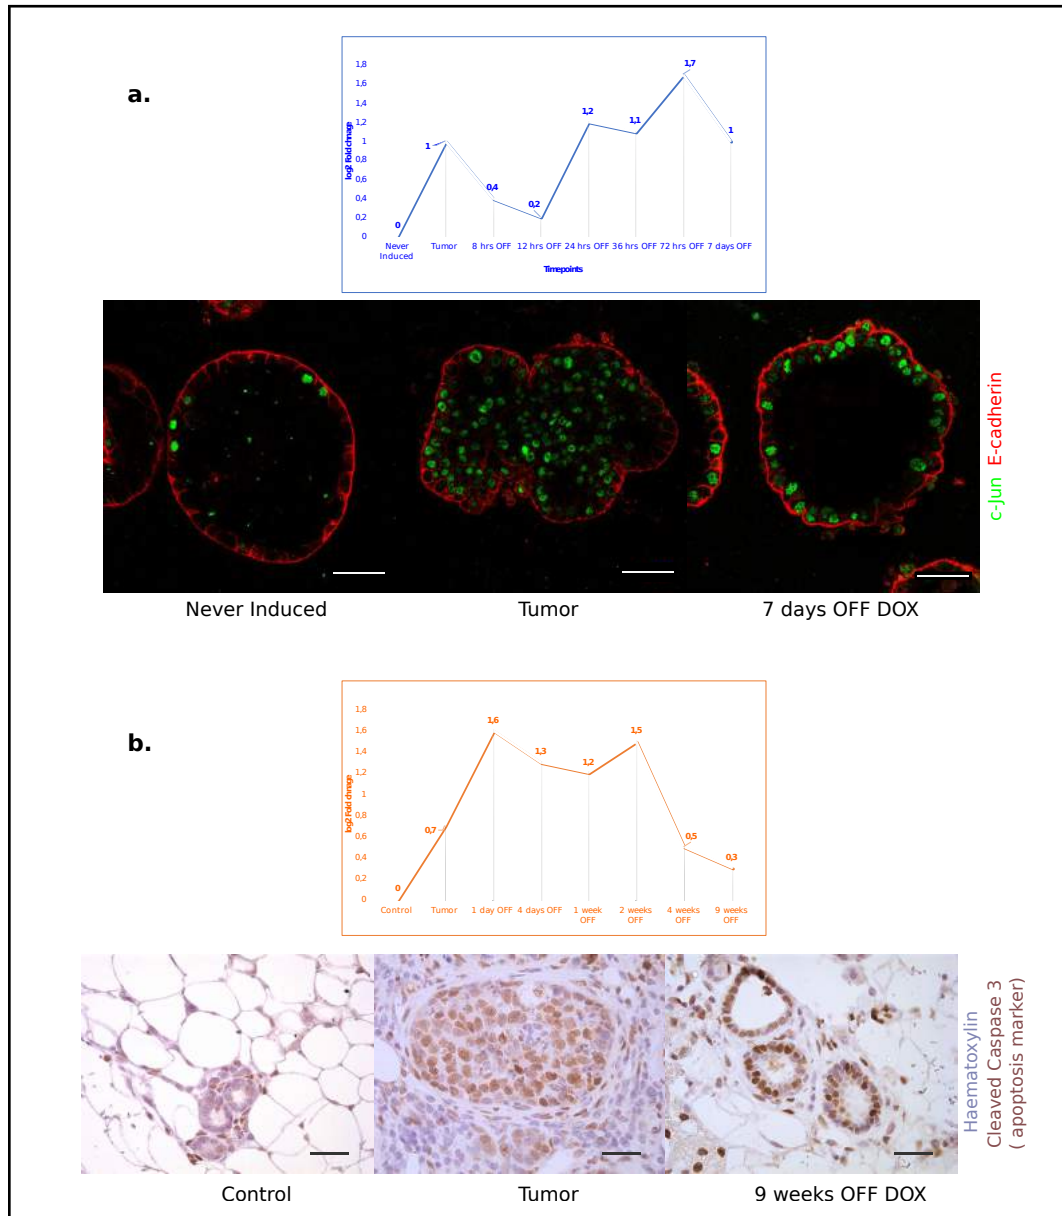 a.
1,8
1,6
1,4
1,2
1
0,8
0,6
0,4
0,2
0
log2 Fold chnage
0
1
0,4
0,2
1,2
1,1
1,7
1
Never Induced
Tumor
8 hrs OFF
12 hrs OFF
24 hrs OFF
36 hrs OFF
72 hrs OFF
7 days OFF
Timepoints
c-Jun E-cadherin
Never Induced
Tumor
7 days OFF DOX
b.
1,8
1,6
1,4
1,2
1
0,8
0,6
0,4
0,2
0
log2 Fold chnage
0
0,7
1,6
1,3
1,2
1,5
0,5
0,3
Control
Tumor
1 day OFF
4 days OFF
1 week OFF
2 weeks OFF
4 weeks OFF
9 weeks OFF
Haematoxylin
Cleaved Caspase 3
( apoptosis marker)
Control
Tumor
9 weeks OFF DOX